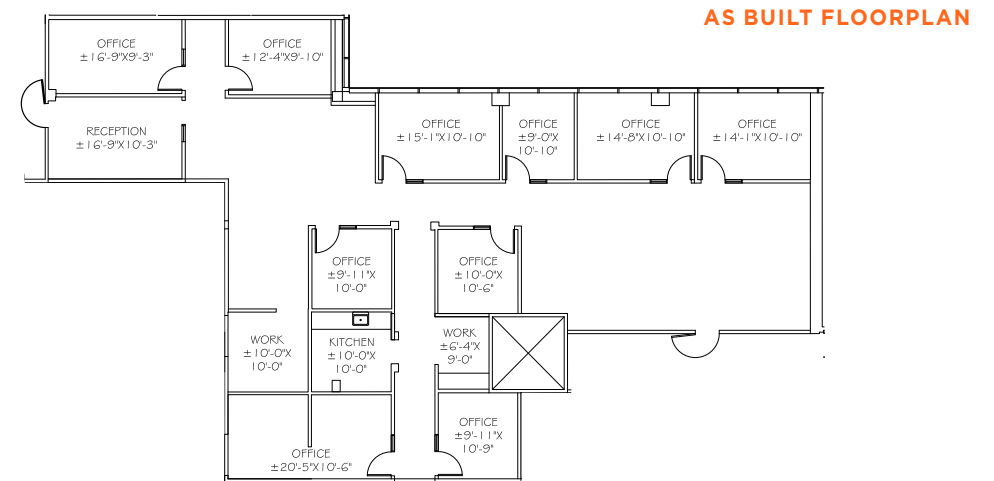 AS BUILT FLOORPLAN
OFFICE
±16'-9"X9'-3"
OFFICE
±12'-4"X9'-10"
RECEPTION
±16'-9"X10'-3"
OFFICE
±15'-1"X10'-10"
OFFICE
±9'-0"X
10'-10"
OFFICE
±14'-8"X10'-10"
OFFICE
±14'-1"X10'-10"
OFFICE
±9'-11"X
10'-0"
OFFICE
±10'-0"X
10'-6"
WORK
±10'-0"X
10'-0"
KITCHEN
±10'-0"X
10'-0"
WORK
±6'-4"X
9'-0"
OFFICE
±20'-5"X10'-6"
OFFICE
±9'-11"X
10'-9"